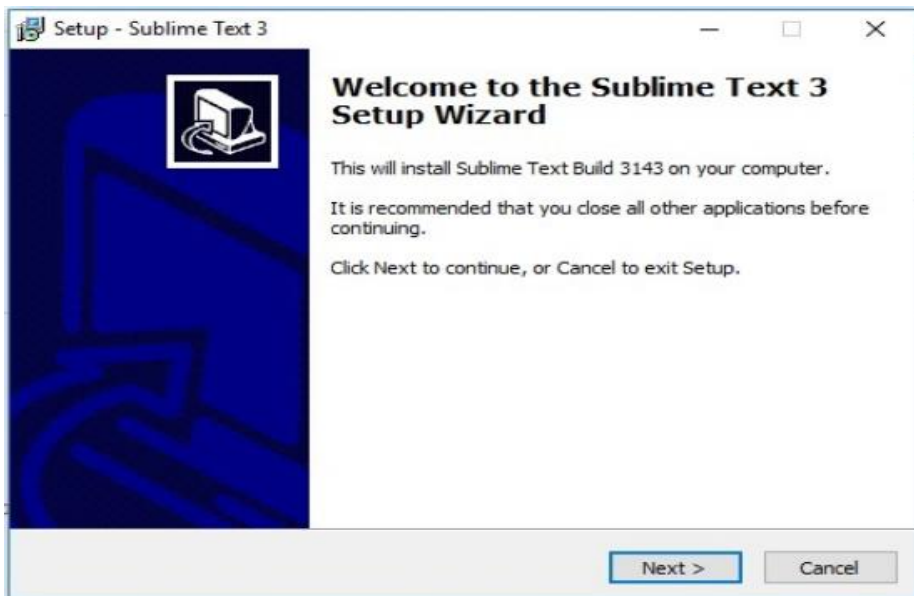 Setup - Sublime Text 3
Welcome to the Sublime Text 3
Setup Wizard
This will install Sublime Text Build 3143 on your computer.
It is recommended that you close all other applications before
continuing.
Click Next to continue, or Cancel to exit Setup.
Next >
Cancel